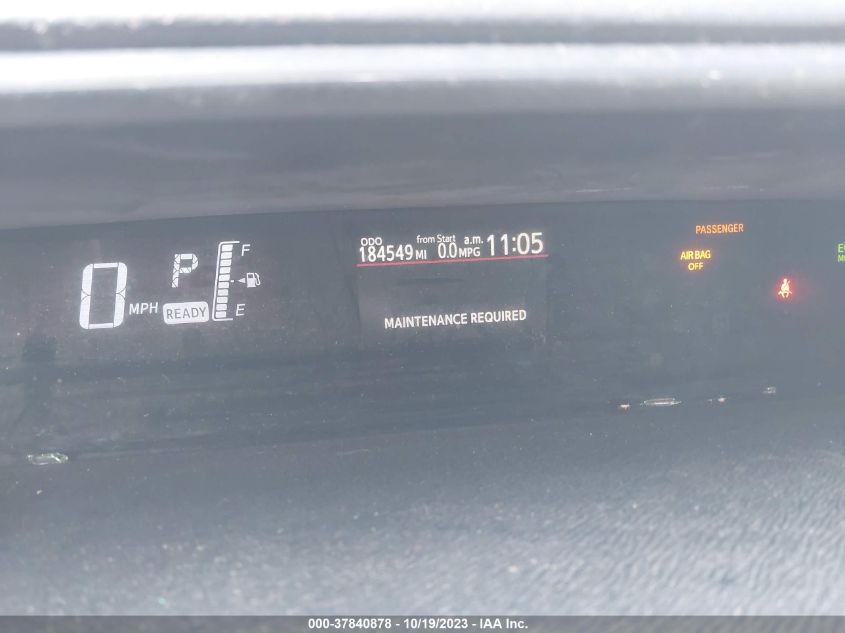 0 MPH
P
READY
F
E
ODO from Start a.m. 11:05
184549 MI 0.0 MPG
MAINTENANCE REQUIRED
PASSENGER
AIR BAG
OFF
000-37840878 - 10/19/2023 - IAA Inc.